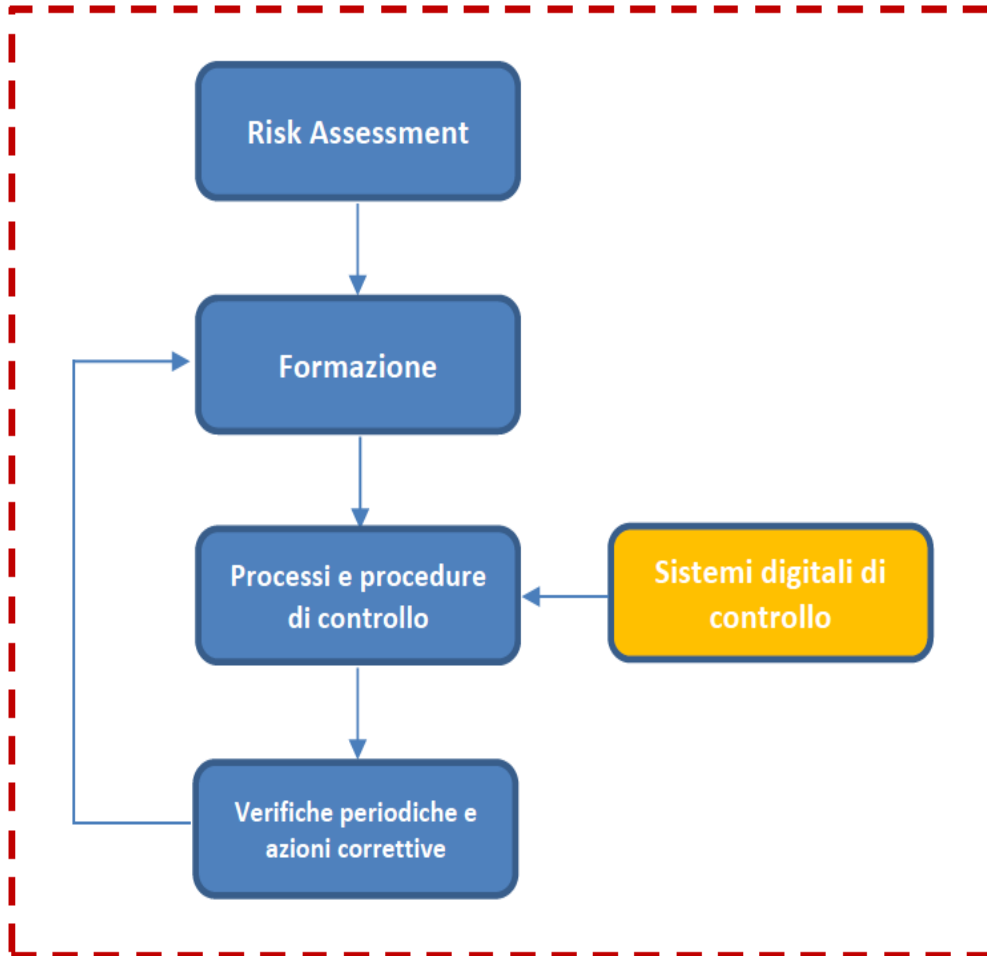 Risk Assessment
Formazione
Processi e procedure
di controllo
Sistemi digitali di
controllo
Verifiche periodiche e
azioni correttive